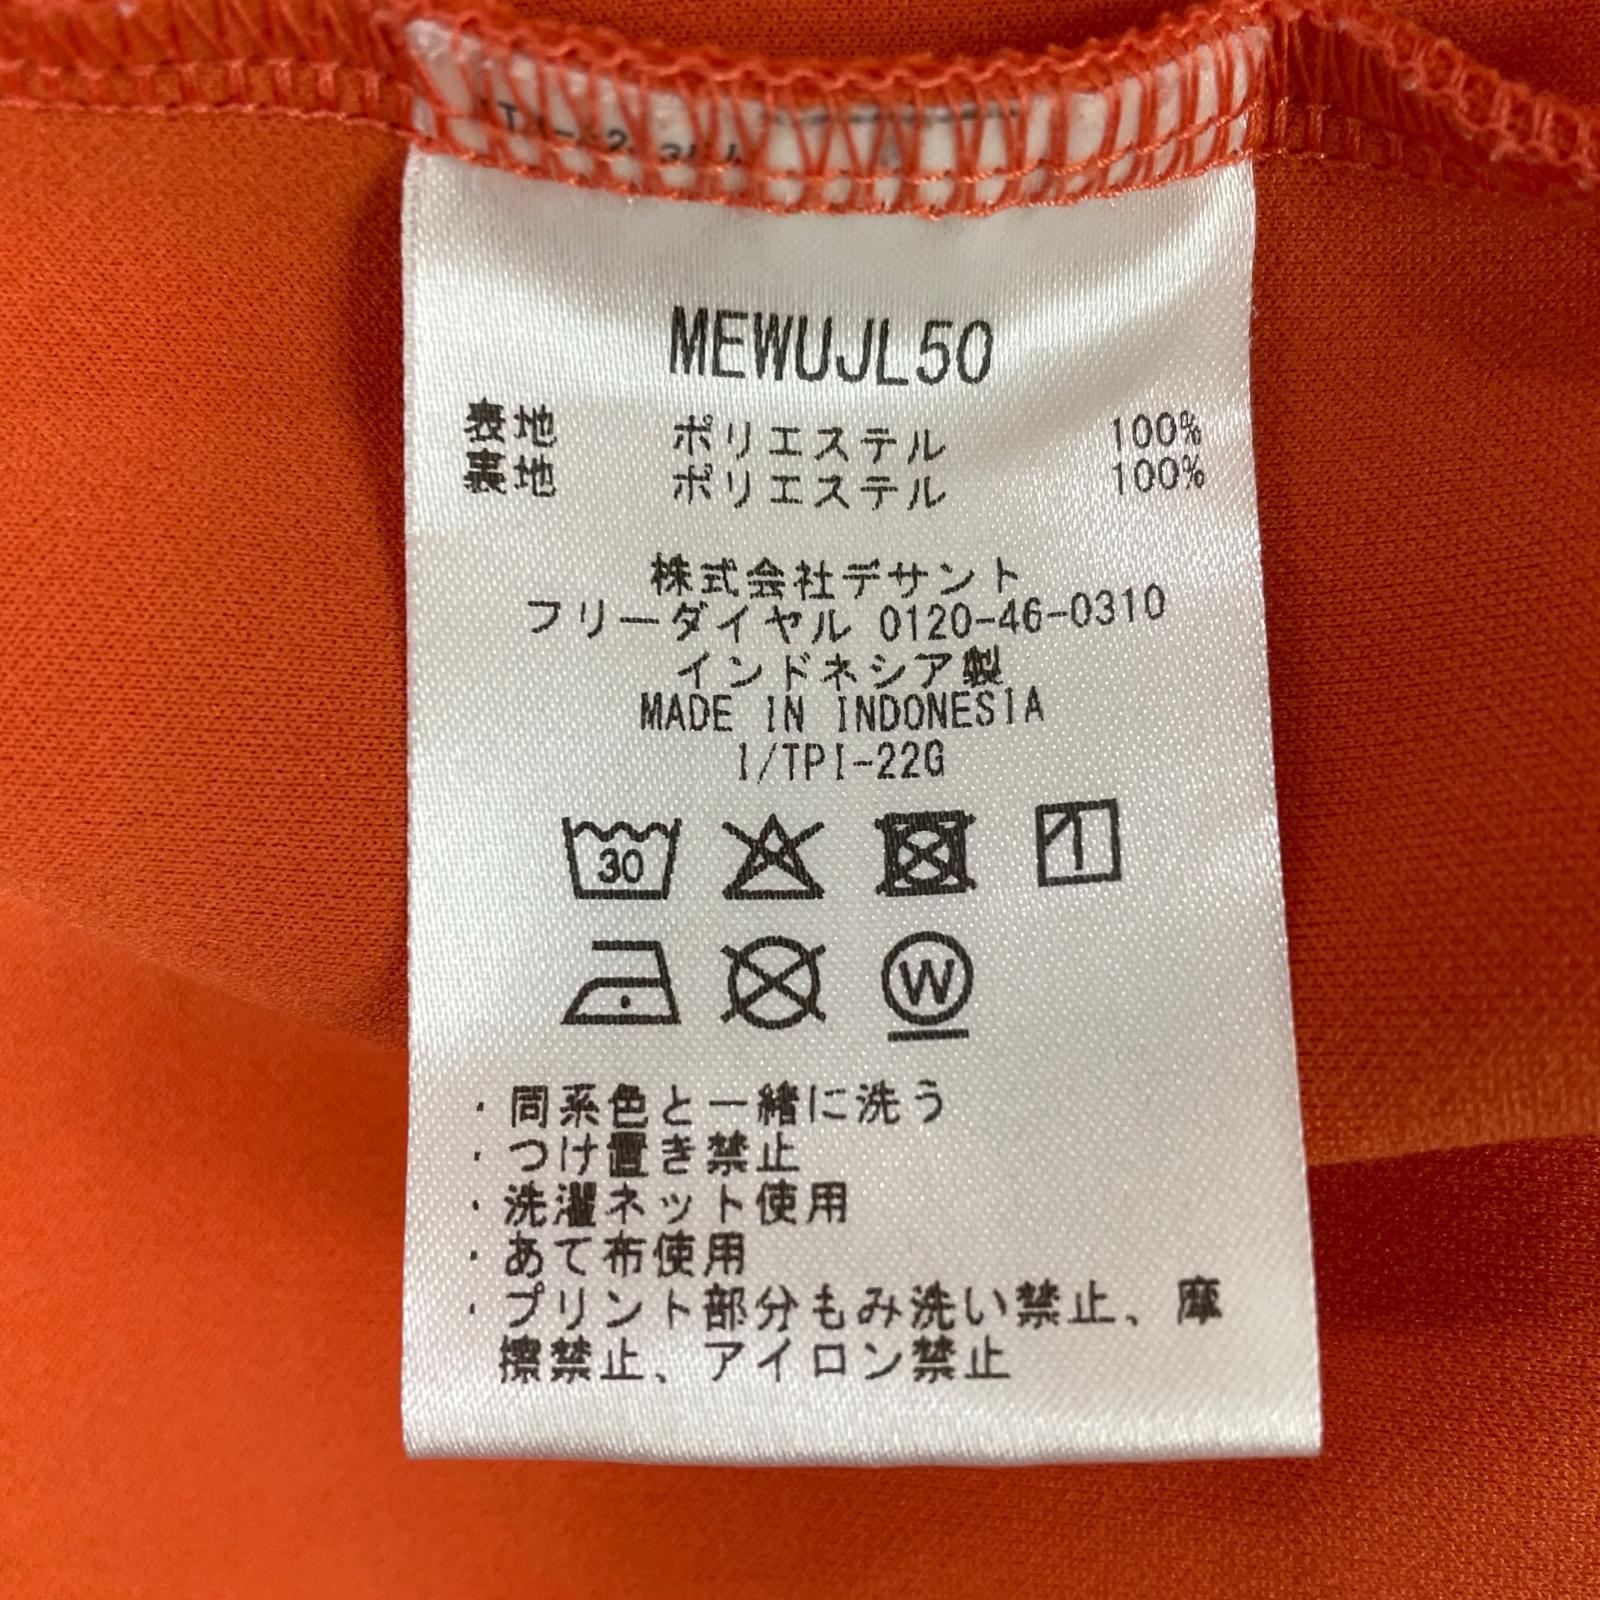 MEWUJL50
表地 ポリエステル 100%
裏地 ポリエステル 100%
株式会社デサント
フリーダイヤル 0120-46-0310
インドネシア製
MADE IN INDONESIA
1/TPI-22G
30
W
・同系色と一緒に洗う
・つけ置き禁止
・洗濯ネット使用
・あて布使用
・プリント部分もみ洗い禁止、摩
擦禁止、アイロン禁止